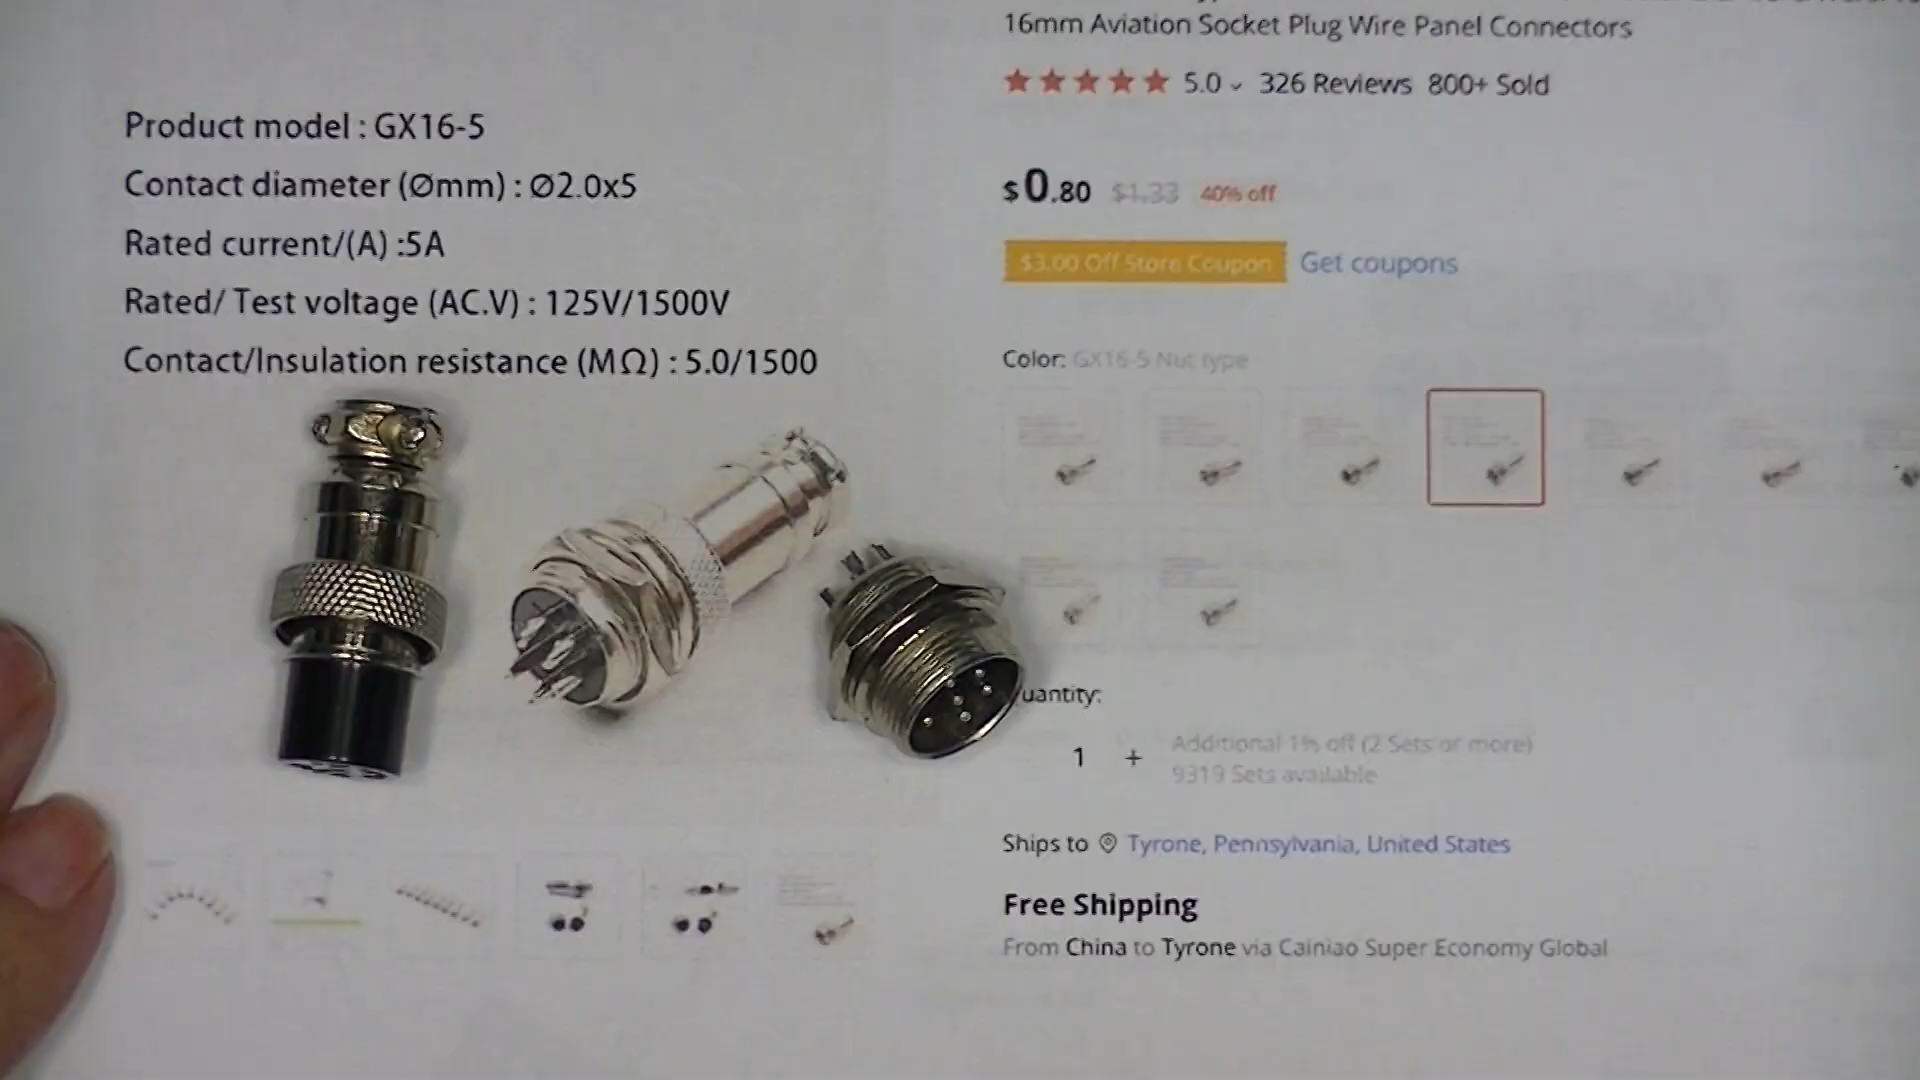 16mm Aviation Socket Plug Wire Panel Connectors
5.0 326 Reviews 800+ Sold
Product model : GX16-5
Contact diameter (Ømm) : Ø2.0x5
Rated current/(A) :5A
Rated/ Test voltage (AC.V) : 125V/1500V
Contact/Insulation resistance (MΩ) : 5.0/1500
$0.80 $1.33 40% off
$3.00 Off Store Coupon Get coupons
Color: GX16-5 Nut type
uantity:
1 + Additional 1% off (2 Sets or more)
9319 Sets available
Ships to Tyrone, Pennsylvania, United States
Free Shipping
From China to Tyrone via Cainiao Super Economy Global